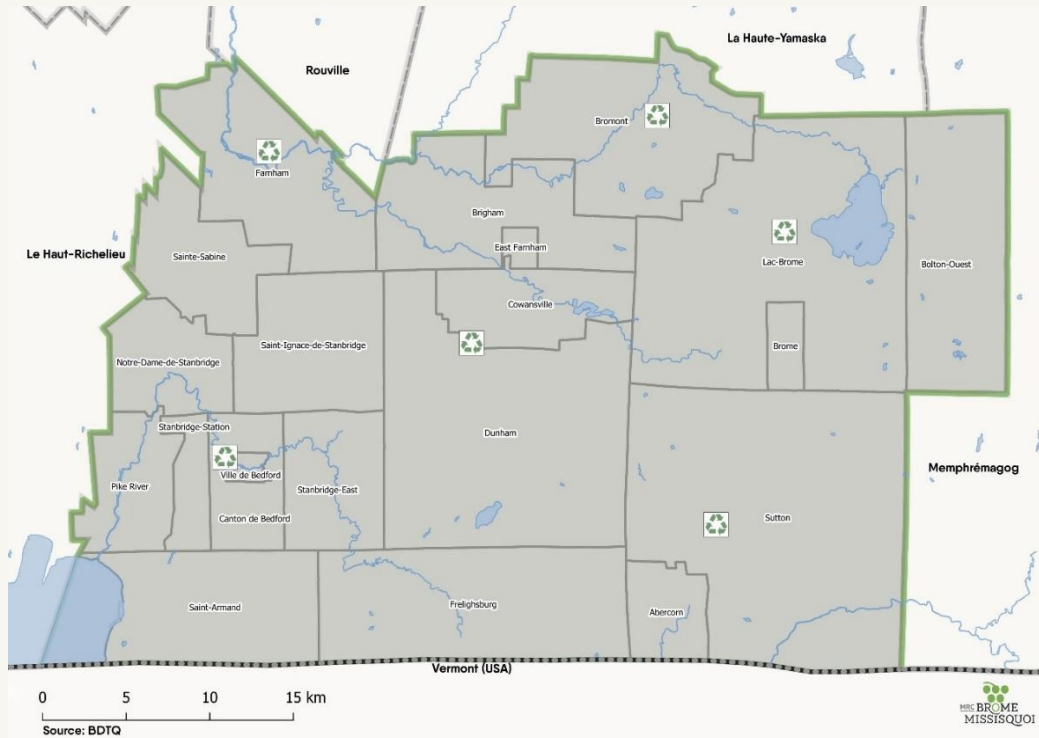 La Haute-Yamaska
Rouville
Bromont
Farnham
Brigham
East Farnham
Lac-Brome
Le Haut-Richelieu
Sainte-Sabine
Bolton-Ouest
Cowansville
Saint-Ignace-de-Stanbridge
Brome
Notre-Dame-de-Stanbridge
Stanbridge-Station
Dunham
Memphrémagog
Ville de Bedford
Pike River
Stanbridge-East
Canton de Bedford
Sutton
Saint-Armand
Frelighsburg
Abercorn
Vermont (USA)
0 5 10 15 km
Source: BDTQ
MRC BROME
MISSISQUOI